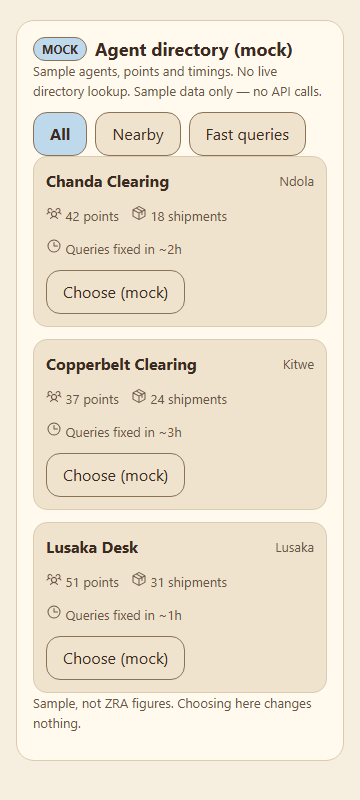 MOCK Agent directory (mock)
Sample agents, points and timings. No live
directory lookup. Sample data only — no API calls.
All Nearby Fast queries
Chanda Clearing Ndola
42 points 18 shipments
Queries fixed in ~2h
Choose (mock)
Copperbelt Clearing Kitwe
37 points 24 shipments
Queries fixed in ~3h
Choose (mock)
Lusaka Desk Lusaka
51 points 31 shipments
Queries fixed in ~1h
Choose (mock)
Sample, not ZRA figures. Choosing here changes
nothing.